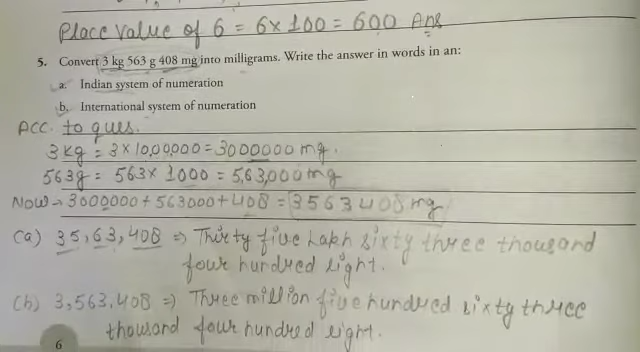 Place value of 6 = 6 × 100 = 600 Ans
5. Convert 3 kg 563 g 408 mg into milligrams. Write the answer in words in an:
a. Indian system of numeration
b. International system of numeration
Acc. to ques.
3 kg = 3 × 10,00,000 = 3000000 mg.
563g = 563 × 1000 = 5,63,000 mg
Now → 3000000 + 563000 + 408 = 3563408 mg
(a) 35,63,408 ⇒ Thirty five Lakh sixty three thousand
four hundred eight.
(b) 3,563,408 ⇒ Three million five hundred sixty three
thousand four hundred eight.
6